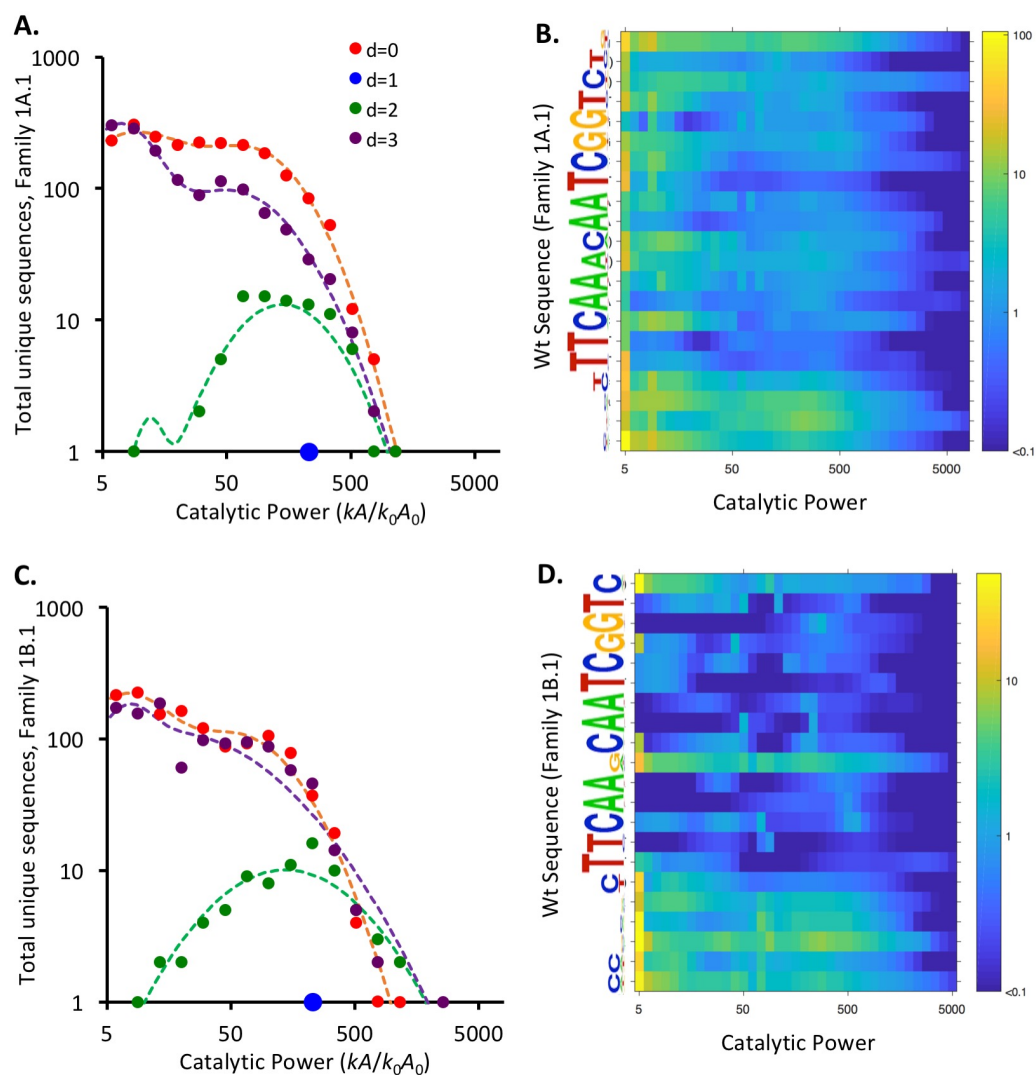 A.
Total unique sequences, Family 1A.1
1000
100
10
1
5
50
500
5000
Catalytic Power (kA/k₀A₀)
d=0
d=1
d=2
d=3
B.
Wt Sequence (Family 1A.1)
TTTCAAACAATCGGTCT
5
50
500
5000
Catalytic Power
100
10
1
<0.1
C.
Total unique sequences, Family 1B.1
1000
100
10
1
5
50
500
5000
Catalytic Power (kA/k₀A₀)
D.
Wt Sequence (Family 1B.1)
CC
CTTCAAGCAATCGGTC
5
50
500
5000
Catalytic Power
10
1
<0.1